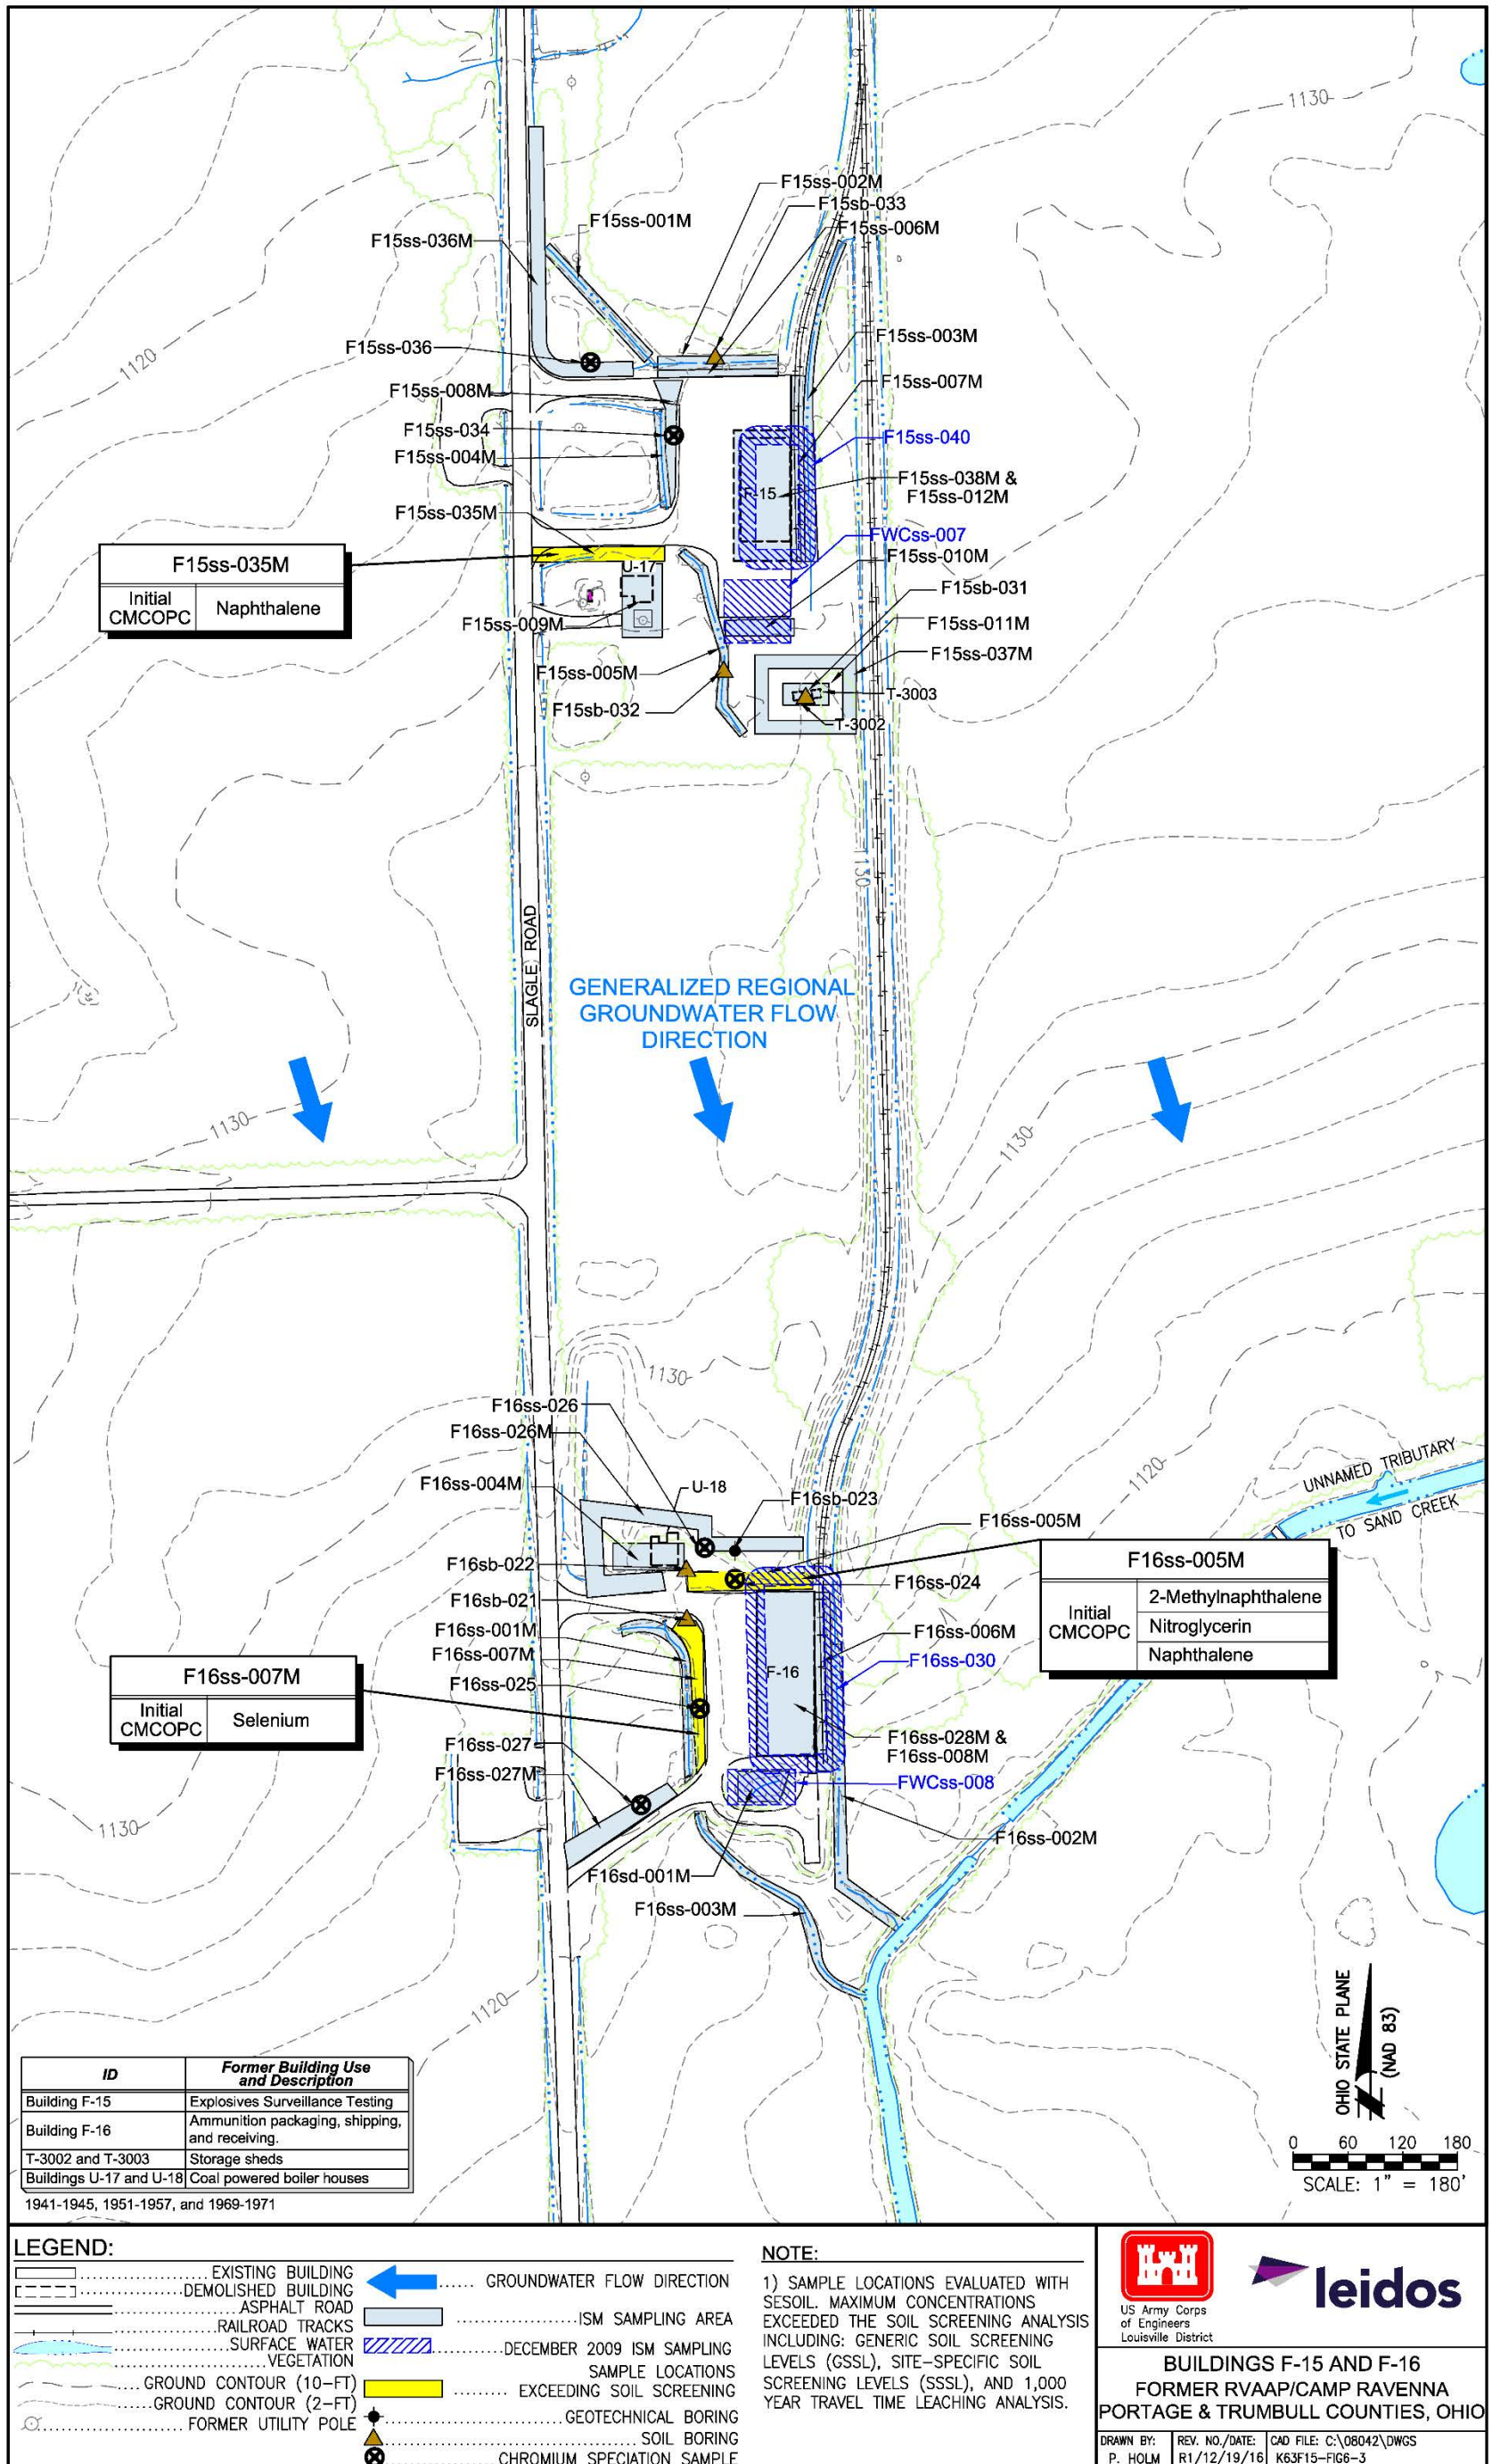 1130
F15ss-002M
F15sb-033
F15ss-006M
F15ss-001M
F15ss-036M
F15ss-003M
1120
F15ss-036
F15ss-007M
F15ss-008M
F15ss-034
F15ss-040
F15ss-004M
F-15
F15ss-038M &
F15ss-012M
F15ss-035M
FWCss-007
F15ss-035M
Initial
CMCOPC
Naphthalene
U-17
F15ss-010M
F15sb-031
F15ss-009M
F15ss-011M
F15ss-037M
F15ss-005M
T-3003
F15sb-032
T-3002
1130
SLAGLE ROAD
GENERALIZED REGIONAL
GROUNDWATER FLOW
DIRECTION
1130
1130
1130
F16ss-026
F16ss-026M
F16ss-004M
U-18
F16sb-023
1120
UNNAMED TRIBUTARY
TO SAND CREEK
F16ss-005M
F16sb-022
F16ss-024
F16ss-005M
Initial
CMCOPC
2-Methylnaphthalene
Nitroglycerin
Naphthalene
F16sb-021
F16ss-001M
F16ss-006M
F16ss-007M
F-16
F16ss-030
F16ss-025
F16ss-007M
Initial
CMCOPC
Selenium
F16ss-027
F16ss-028M &
F16ss-008M
F16ss-027M
FWCss-008
1130
F16ss-002M
F16sd-001M
F16ss-003M
1120
OHIO STATE PLANE
(NAD 83)
0 60 120 180
SCALE: 1" = 180'
ID Former Building Use
and Description
Building F-15 Explosives Surveillance Testing
Building F-16 Ammunition packaging, shipping,
and receiving.
T-3002 and T-3003 Storage sheds
Buildings U-17 and U-18 Coal powered boiler houses
1941-1945, 1951-1957, and 1969-1971
LEGEND:
EXISTING BUILDING
DEMOLISHED BUILDING
ASPHALT ROAD
RAILROAD TRACKS
SURFACE WATER
VEGETATION
GROUND CONTOUR (10-FT)
GROUND CONTOUR (2-FT)
FORMER UTILITY POLE
GROUNDWATER FLOW DIRECTION
ISM SAMPLING AREA
DECEMBER 2009 ISM SAMPLING
SAMPLE LOCATIONS
EXCEEDING SOIL SCREENING
GEOTECHNICAL BORING
SOIL BORING
CHROMIUM SPECIATION SAMPLE
NOTE:
1) SAMPLE LOCATIONS EVALUATED WITH
SESOIL. MAXIMUM CONCENTRATIONS
EXCEEDED THE SOIL SCREENING ANALYSIS
INCLUDING: GENERIC SOIL SCREENING
LEVELS (GSSL), SITE-SPECIFIC SOIL
SCREENING LEVELS (SSSL), AND 1,000
YEAR TRAVEL TIME LEACHING ANALYSIS.
US Army Corps
of Engineers
Louisville District
leidos
BUILDINGS F-15 AND F-16
FORMER RVAAP/CAMP RAVENNA
PORTAGE & TRUMBULL COUNTIES, OHIO
DRAWN BY: REV. NO./DATE: CAD FILE: C:\08042\DWGS
P. HOLM R1/12/19/16 K63F15-FIG6-3